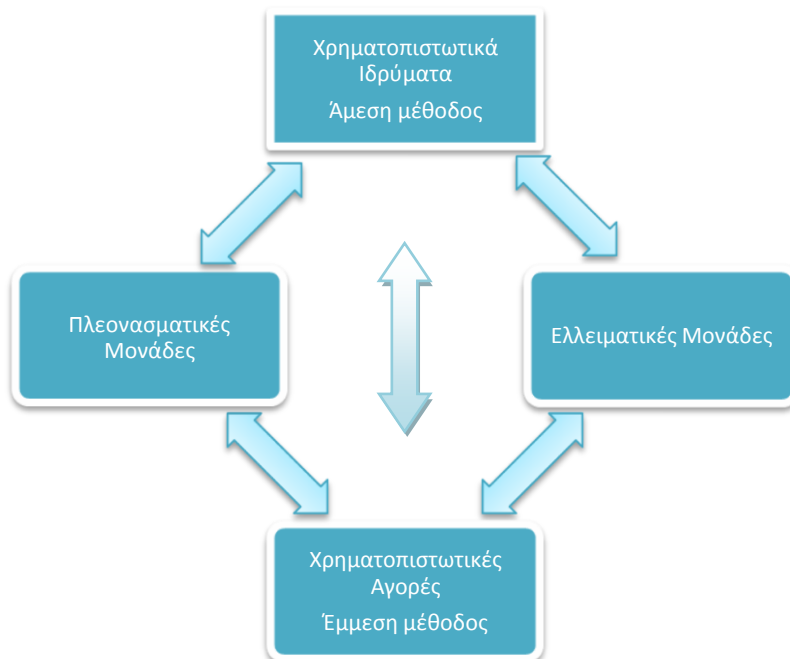 Χρηματοπιστωτικά
Ιδρύματα
Άμεση μέθοδος
Πλεονασματικές
Μονάδες
Ελλειματικές Μονάδες
Χρηματοπιστωτικές
Αγορές
Έμμεση μέθοδος